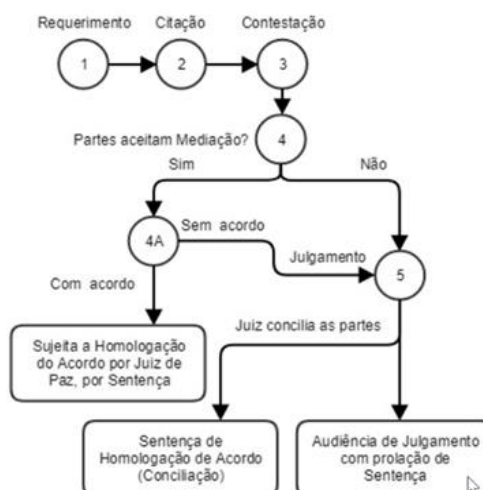 Requerimento
Citação
Contestação
1
2
3
Partes aceitam Mediação?
4
Sim
Não
4A
Sem acordo
Julgamento
5
Com acordo
Juiz concilia as partes
Sujeita a Homologação
do Acordo por Juiz de
Paz, por Sentença
Sentença de
Homologação de Acordo
(Conciliação)
Audiência de Julgamento
com prolação de
Sentença